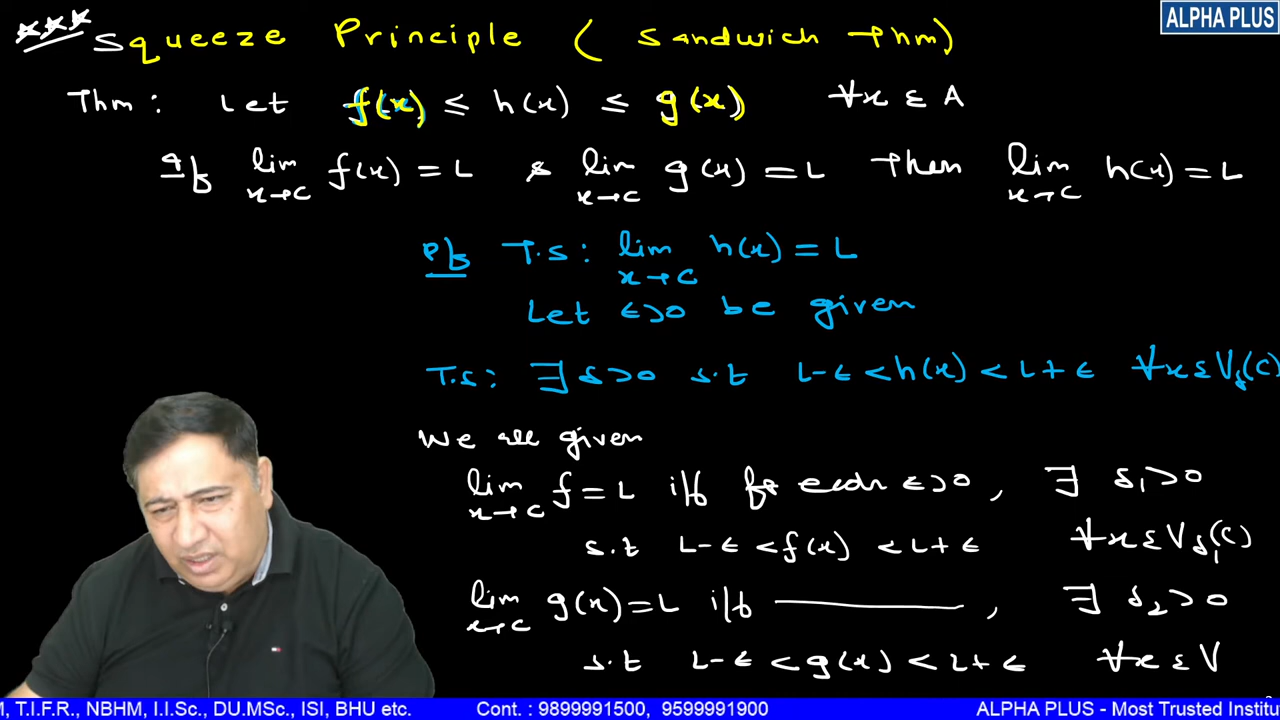 *** Squeeze Principle ( Sandwich Thm)
ALPHA PLUS
Thm : Let f(x) ≤ h(x) ≤ g(x) ∀x ∈ A
If lim x→c f(x) = L & lim x→c g(x) = L Then lim x→c h(x) = L
Pf T.S : lim x→c h(x) = L
Let ε>0 be given
T.S : ∃ δ>0 s.t L-ε < h(x) < L+ε ∀x ∈ Vδ(c)
We are given
lim x→c f = L iff for each ε>0 , ∃ δ₁>0
s.t L-ε < f(x) < L+ε ∀x ∈ Vδ₁(c)
lim x→c g(x) = L iff ———— , ∃ δ₂>0
s.t L-ε < g(x) < L+ε ∀x ∈ V
M, T.I.F.R., NBHM, I.I.Sc., DU.MSc., ISI, BHU etc. Cont. : 9899991500, 9599991900 ALPHA PLUS - Most Trusted Institu